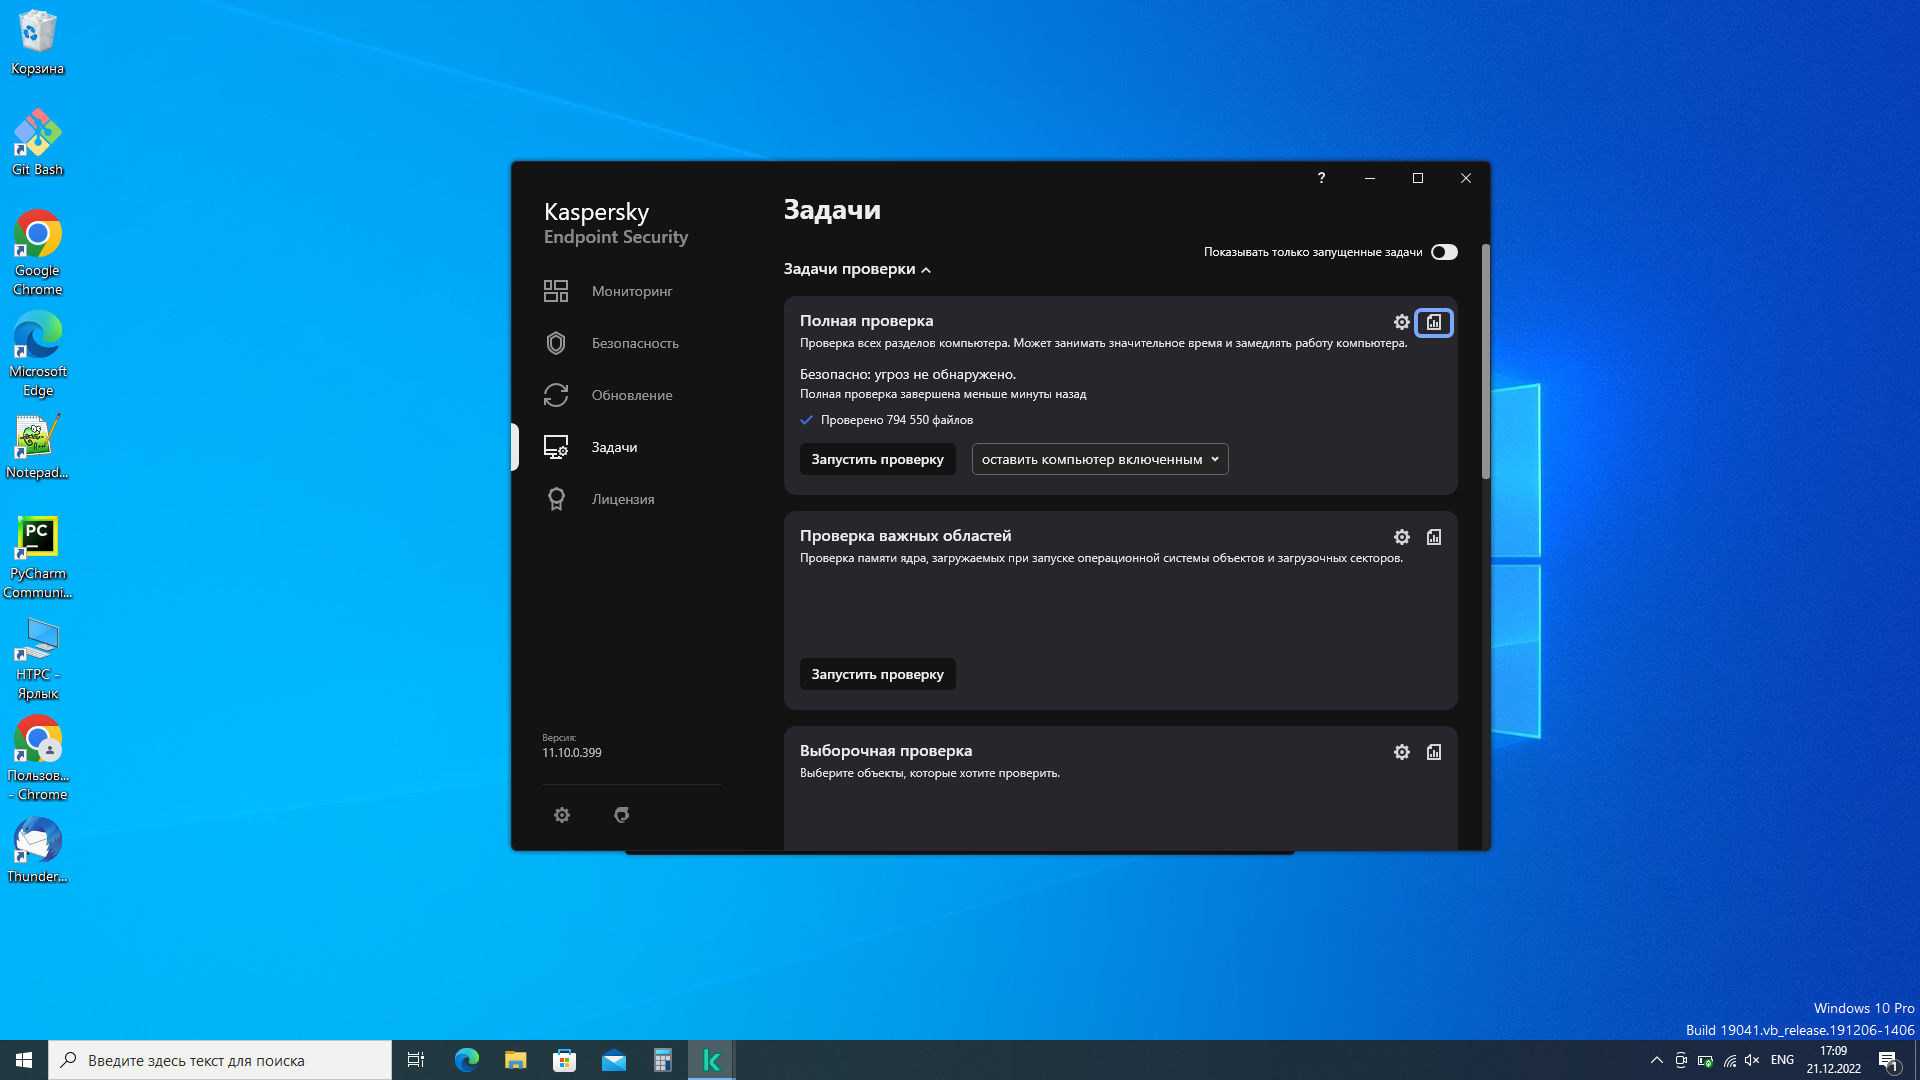 Корзина
Git Bash
Google
Chrome
Microsoft
Edge
Notepad...
PC
PyCharm
Communi...
HTPC -
Ярлык
Пользов...
- Chrome
Thunder...
?
Kaspersky
Endpoint Security
Мониторинг
Безопасность
Обновление
Задачи
Лицензия
Версия:
11.10.0.399
Задачи
Показывать только запущенные задачи
Задачи проверки
Полная проверка
Проверка всех разделов компьютера. Может занимать значительное время и замедлять работу компьютера.
Безопасно: угроз не обнаружено.
Полная проверка завершена меньше минуты назад
Проверено 794 550 файлов
Запустить проверку
оставить компьютер включенным
Проверка важных областей
Проверка памяти ядра, загружаемых при запуске операционной системы объектов и загрузочных секторов.
Запустить проверку
Выборочная проверка
Выберите объекты, которые хотите проверить.
Windows 10 Pro
Build 19041.vb_release.191206-1406
Введите здесь текст для поиска
ENG
17:09
21.12.2022
1